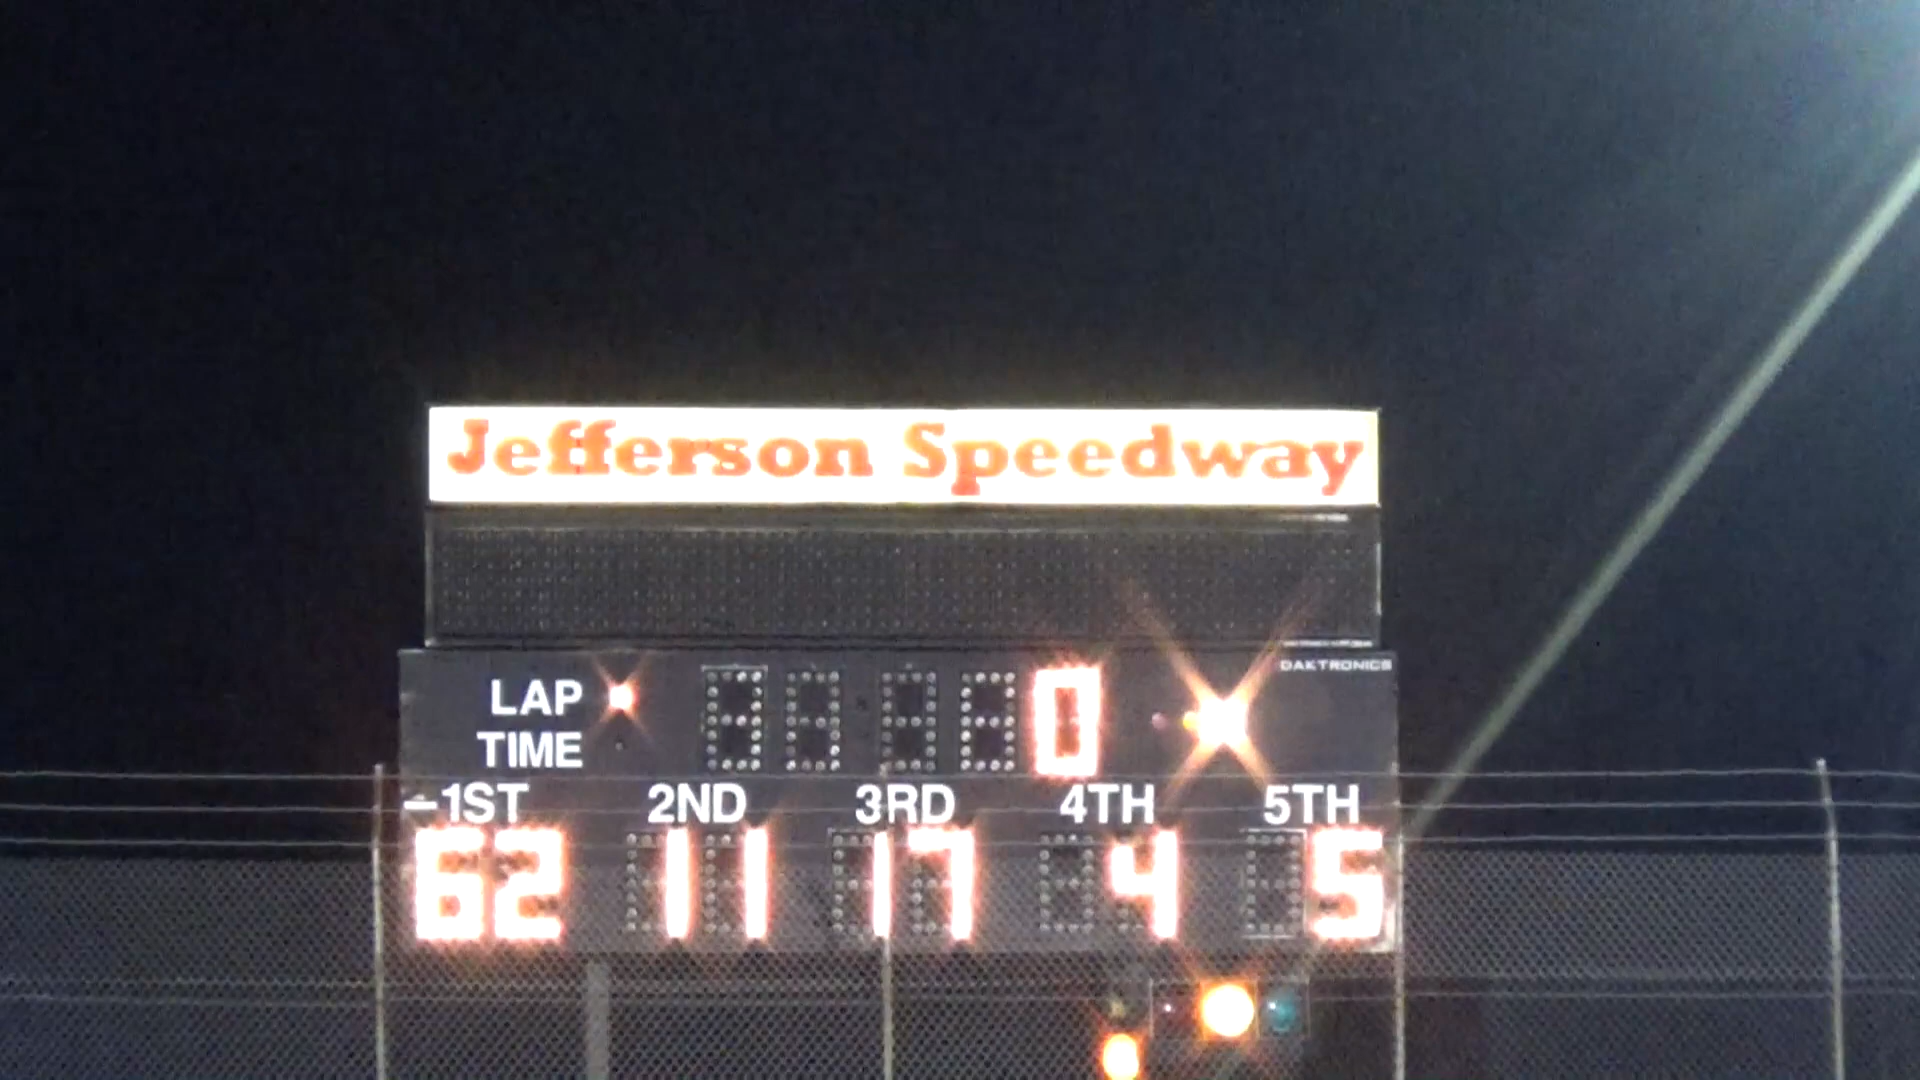 Jefferson Speedway
DAKTRONICS
LAP 0
TIME
1ST 2ND 3RD 4TH 5TH
62 11 17 4 5